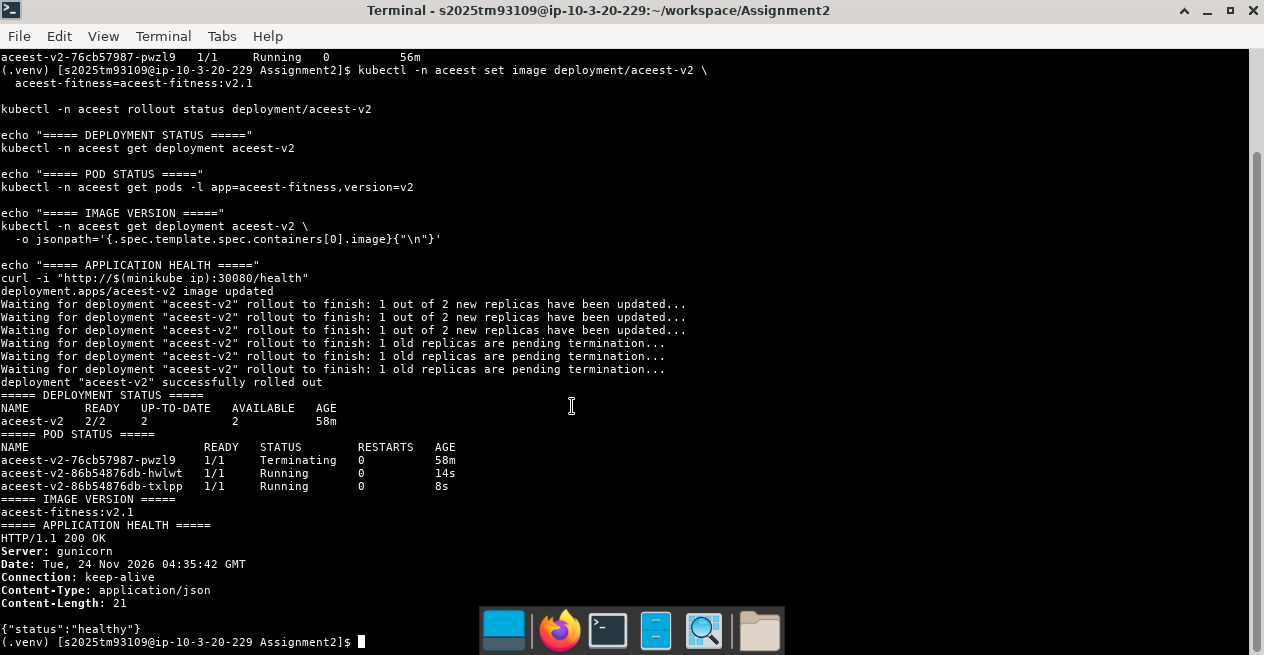 Terminal - s2025tm93109@ip-10-3-20-229:~/workspace/Assignment2
File Edit View Terminal Tabs Help
aceest-v2-76cb57987-pwzl9   1/1     Running   0          56m
(.venv) [s2025tm93109@ip-10-3-20-229 Assignment2]$ kubectl -n aceest set image deployment/aceest-v2 \
  aceest-fitness=aceest-fitness:v2.1
kubectl -n aceest rollout status deployment/aceest-v2
echo "===== DEPLOYMENT STATUS ====="
kubectl -n aceest get deployment aceest-v2
echo "===== POD STATUS ====="
kubectl -n aceest get pods -l app=aceest-fitness,version=v2
echo "===== IMAGE VERSION ====="
kubectl -n aceest get deployment aceest-v2 \
  -o jsonpath='{.spec.template.spec.containers[0].image}{"\n"}'
echo "===== APPLICATION HEALTH ====="
curl -i "http://$(minikube ip):30080/health"
deployment.apps/aceest-v2 image updated
Waiting for deployment "aceest-v2" rollout to finish: 1 out of 2 new replicas have been updated...
Waiting for deployment "aceest-v2" rollout to finish: 1 out of 2 new replicas have been updated...
Waiting for deployment "aceest-v2" rollout to finish: 1 out of 2 new replicas have been updated...
Waiting for deployment "aceest-v2" rollout to finish: 1 old replicas are pending termination...
Waiting for deployment "aceest-v2" rollout to finish: 1 old replicas are pending termination...
Waiting for deployment "aceest-v2" rollout to finish: 1 old replicas are pending termination...
deployment "aceest-v2" successfully rolled out
===== DEPLOYMENT STATUS =====
NAME        READY   UP-TO-DATE   AVAILABLE   AGE
aceest-v2   2/2     2            2           58m
===== POD STATUS =====
NAME                         READY   STATUS        RESTARTS   AGE
aceest-v2-76cb57987-pwzl9    1/1     Terminating   0          58m
aceest-v2-86b54876db-hwlwt   1/1     Running       0          14s
aceest-v2-86b54876db-txlpp   1/1     Running       0          8s
===== IMAGE VERSION =====
aceest-fitness:v2.1
===== APPLICATION HEALTH =====
HTTP/1.1 200 OK
Server: gunicorn
Date: Tue, 24 Nov 2026 04:35:42 GMT
Connection: keep-alive
Content-Type: application/json
Content-Length: 21
{"status":"healthy"}
(.venv) [s2025tm93109@ip-10-3-20-229 Assignment2]$